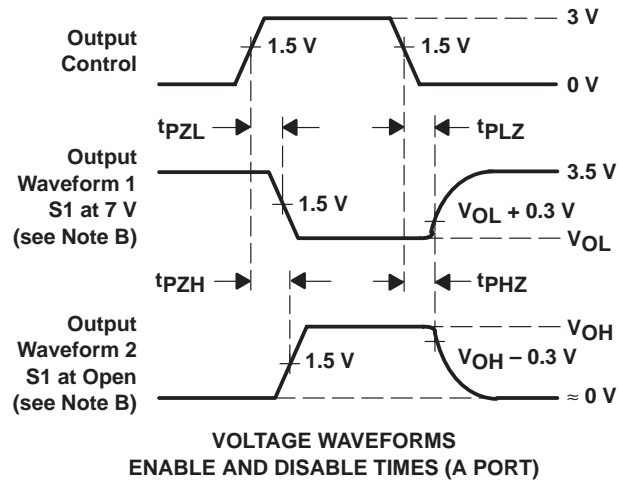 Output
Control
3 V
1.5 V
1.5 V
0 V
tPZL
tPLZ
Output
Waveform 1
S1 at 7 V
(see Note B)
3.5 V
1.5 V
VOL + 0.3 V
VOL
tPZH
tPHZ
Output
Waveform 2
S1 at Open
(see Note B)
VOH
1.5 V
VOH – 0.3 V
≈ 0 V
VOLTAGE WAVEFORMS
ENABLE AND DISABLE TIMES (A PORT)